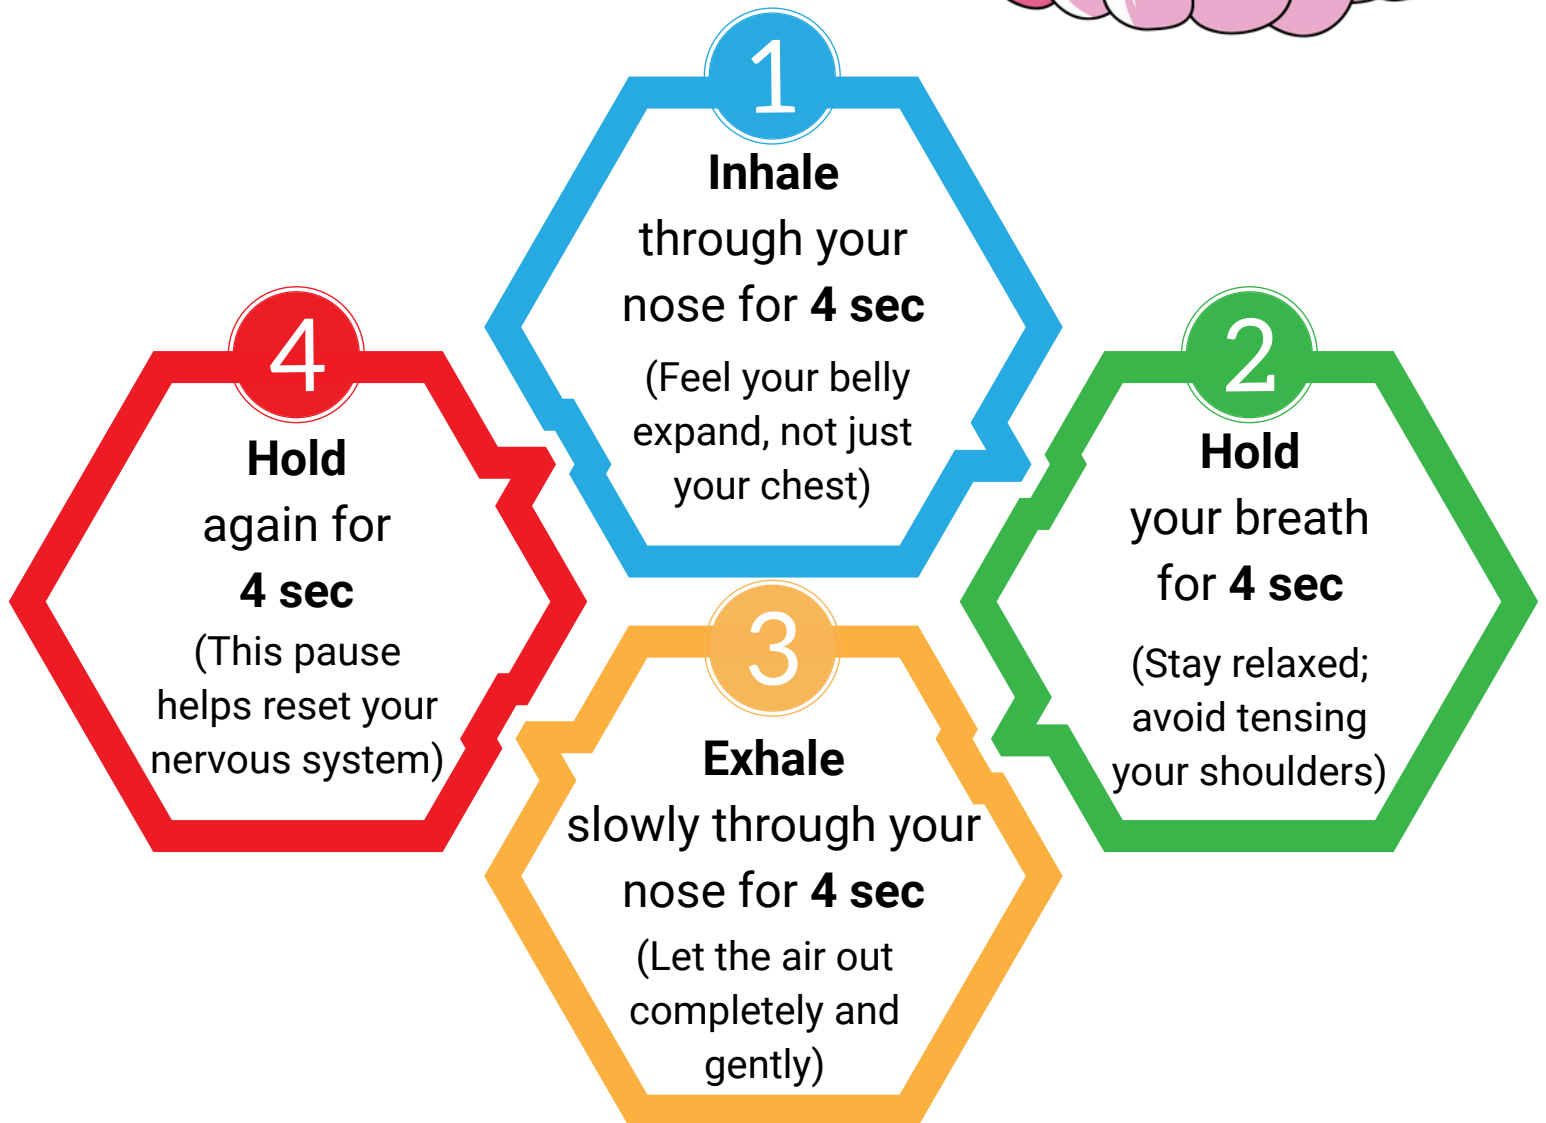 1
Inhale
through your
nose for 4 sec
(Feel your belly
expand, not just
your chest)
2
Hold
your breath
for 4 sec
(Stay relaxed;
avoid tensing
your shoulders)
3
Exhale
slowly through your
nose for 4 sec
(Let the air out
completely and
gently)
4
Hold
again for
4 sec
(This pause
helps reset your
nervous system)